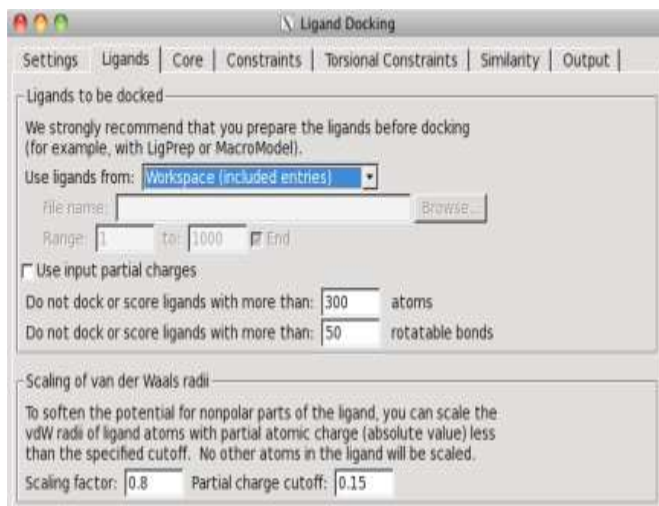 Ligand Docking
Settings | Ligands | Core | Constraints | Torsional Constraints | Similarity | Output |
Ligands to be docked
We strongly recommend that you prepare the ligands before docking
(for example, with LigPrep or MacroModel).
Use ligands from: Workspace (included entries)
File name: Browse...
Range: 1 to: 1000 End
Use input partial charges
Do not dock or score ligands with more than: 300 atoms
Do not dock or score ligands with more than: 50 rotatable bonds
Scaling of van der Waals radii
To soften the potential for nonpolar parts of the ligand, you can scale the
vdW radii of ligand atoms with partial atomic charge (absolute value) less
than the specified cutoff. No other atoms in the ligand will be scaled.
Scaling factor: 0.8 Partial charge cutoff: 0.15